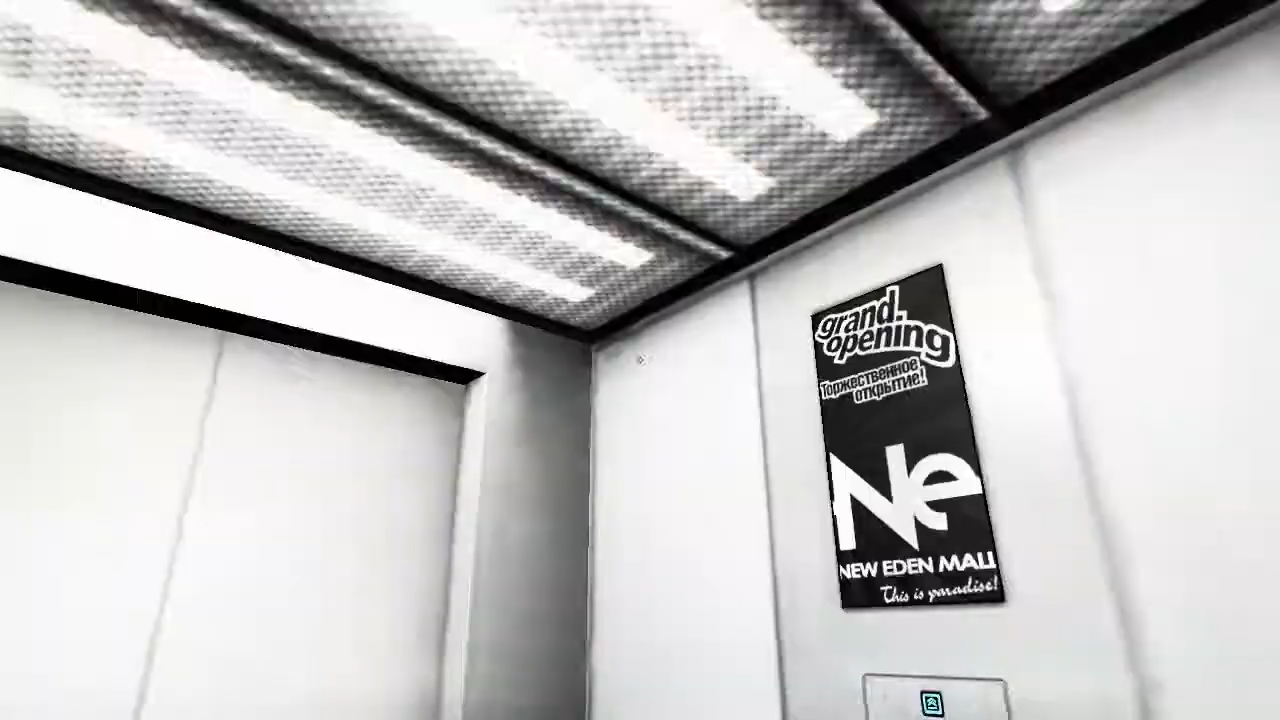 grand.
opening
Торжественное
открытие!
Ne
NEW EDEN MALL
This is paradise!